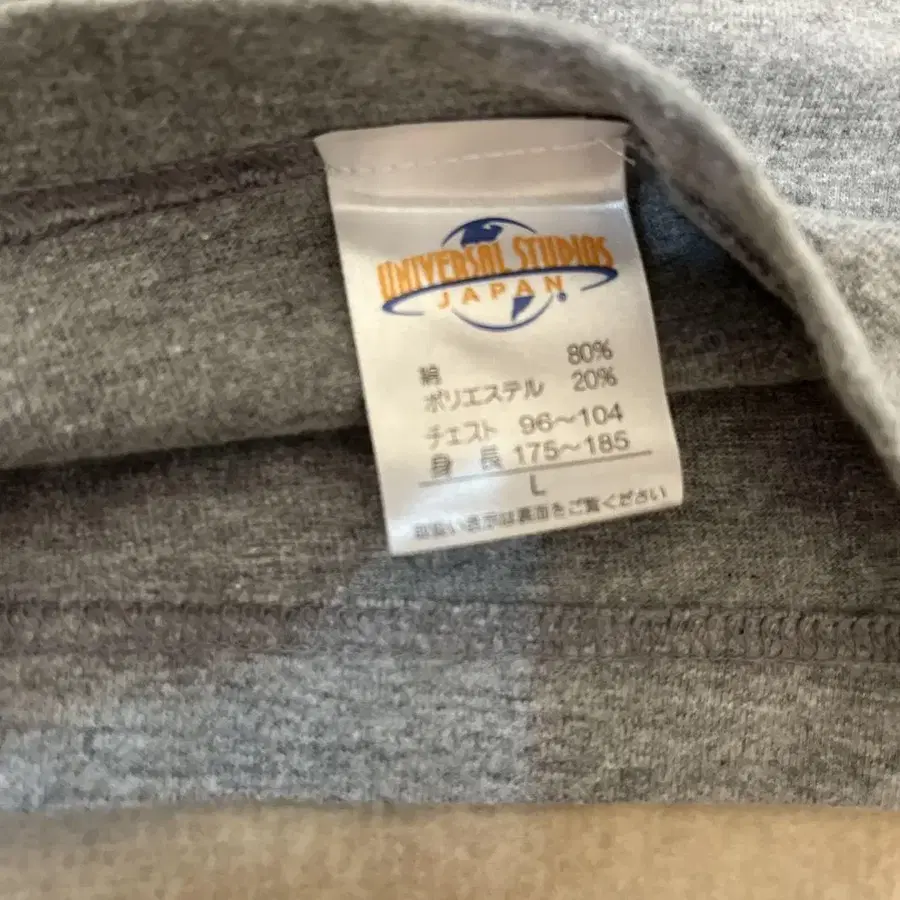 UNIVERSAL STUDIOS
JAPAN
綿 80%
ポリエステル 20%
チェスト 96～104
身 長 175～185
L
取扱い表示は裏面をご覧ください